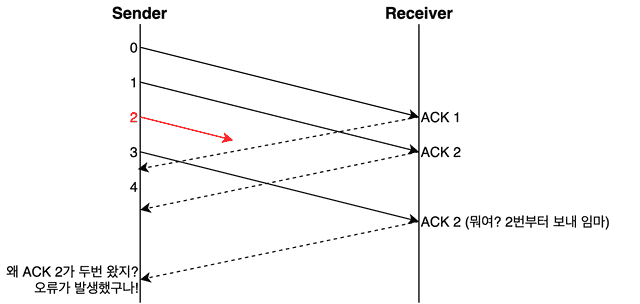 Sender
Receiver
0
1
ACK 1
2
3
ACK 2
4
ACK 2 (뭐여? 2번부터 보내 임마)
왜 ACK 2가 두번 왔지?
오류가 발생했구나!